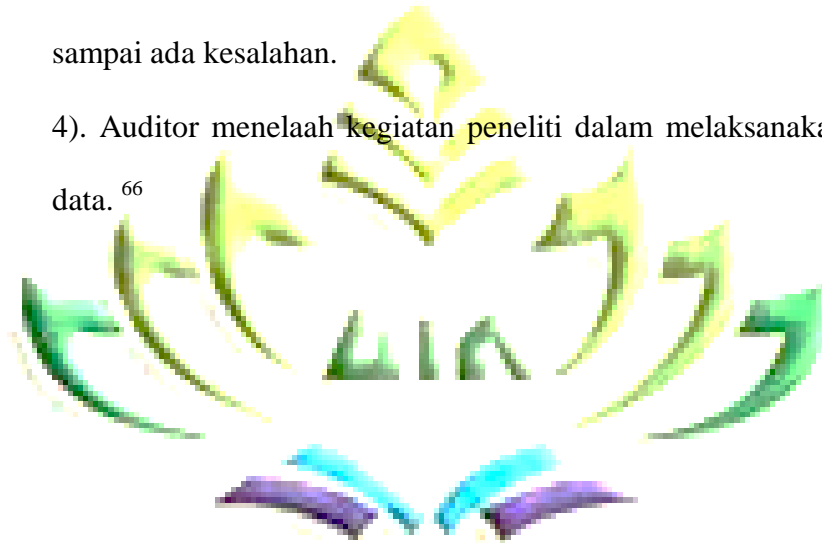 sampai ada kesalahan.
4). Auditor menelaah kegiatan peneliti dalam melaksanaka
data. 66
UIN